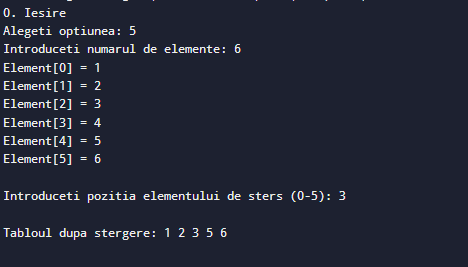 0. Iesire
Alegeti optiunea: 5
Introduceti numarul de elemente: 6
Element[0] = 1
Element[1] = 2
Element[2] = 3
Element[3] = 4
Element[4] = 5
Element[5] = 6
Introduceti pozitia elementului de sters (0-5): 3
Tabloul dupa stergere: 1 2 3 5 6